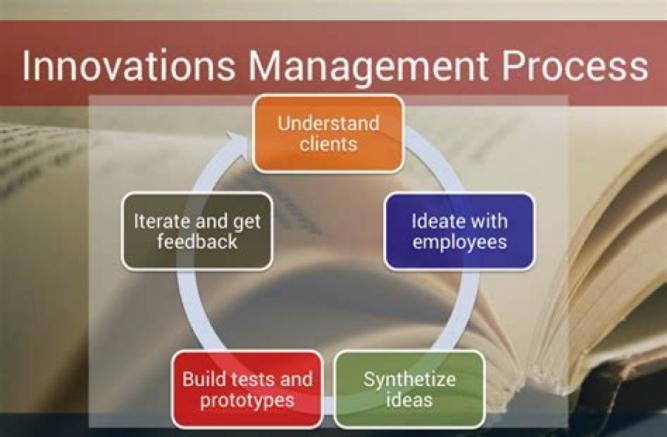 Innovations Management Process
Understand
clients
Ideate with
employees
Synthetize
ideas
Build tests and
prototypes
Iterate and get
feedback